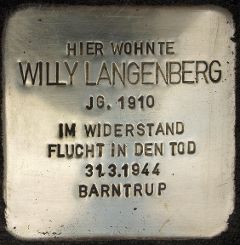 HIER WOHNTE
WILLY LANGENBERG
JG. 1910
IM WIDERSTAND
FLUCHT IN DEN TOD
31.3.1944
BARNTRUP